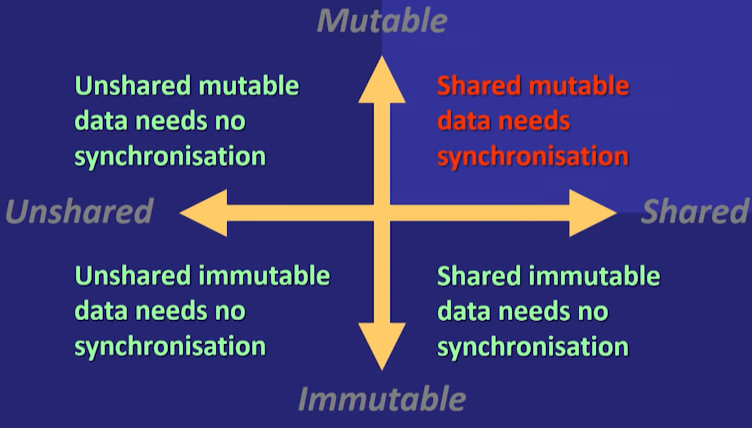 Mutable
Unshared mutable
data needs no
synchronisation
Shared mutable
data needs
synchronisation
Unshared
Shared
Unshared immutable
data needs no
synchronisation
Shared immutable
data needs no
synchronisation
Immutable